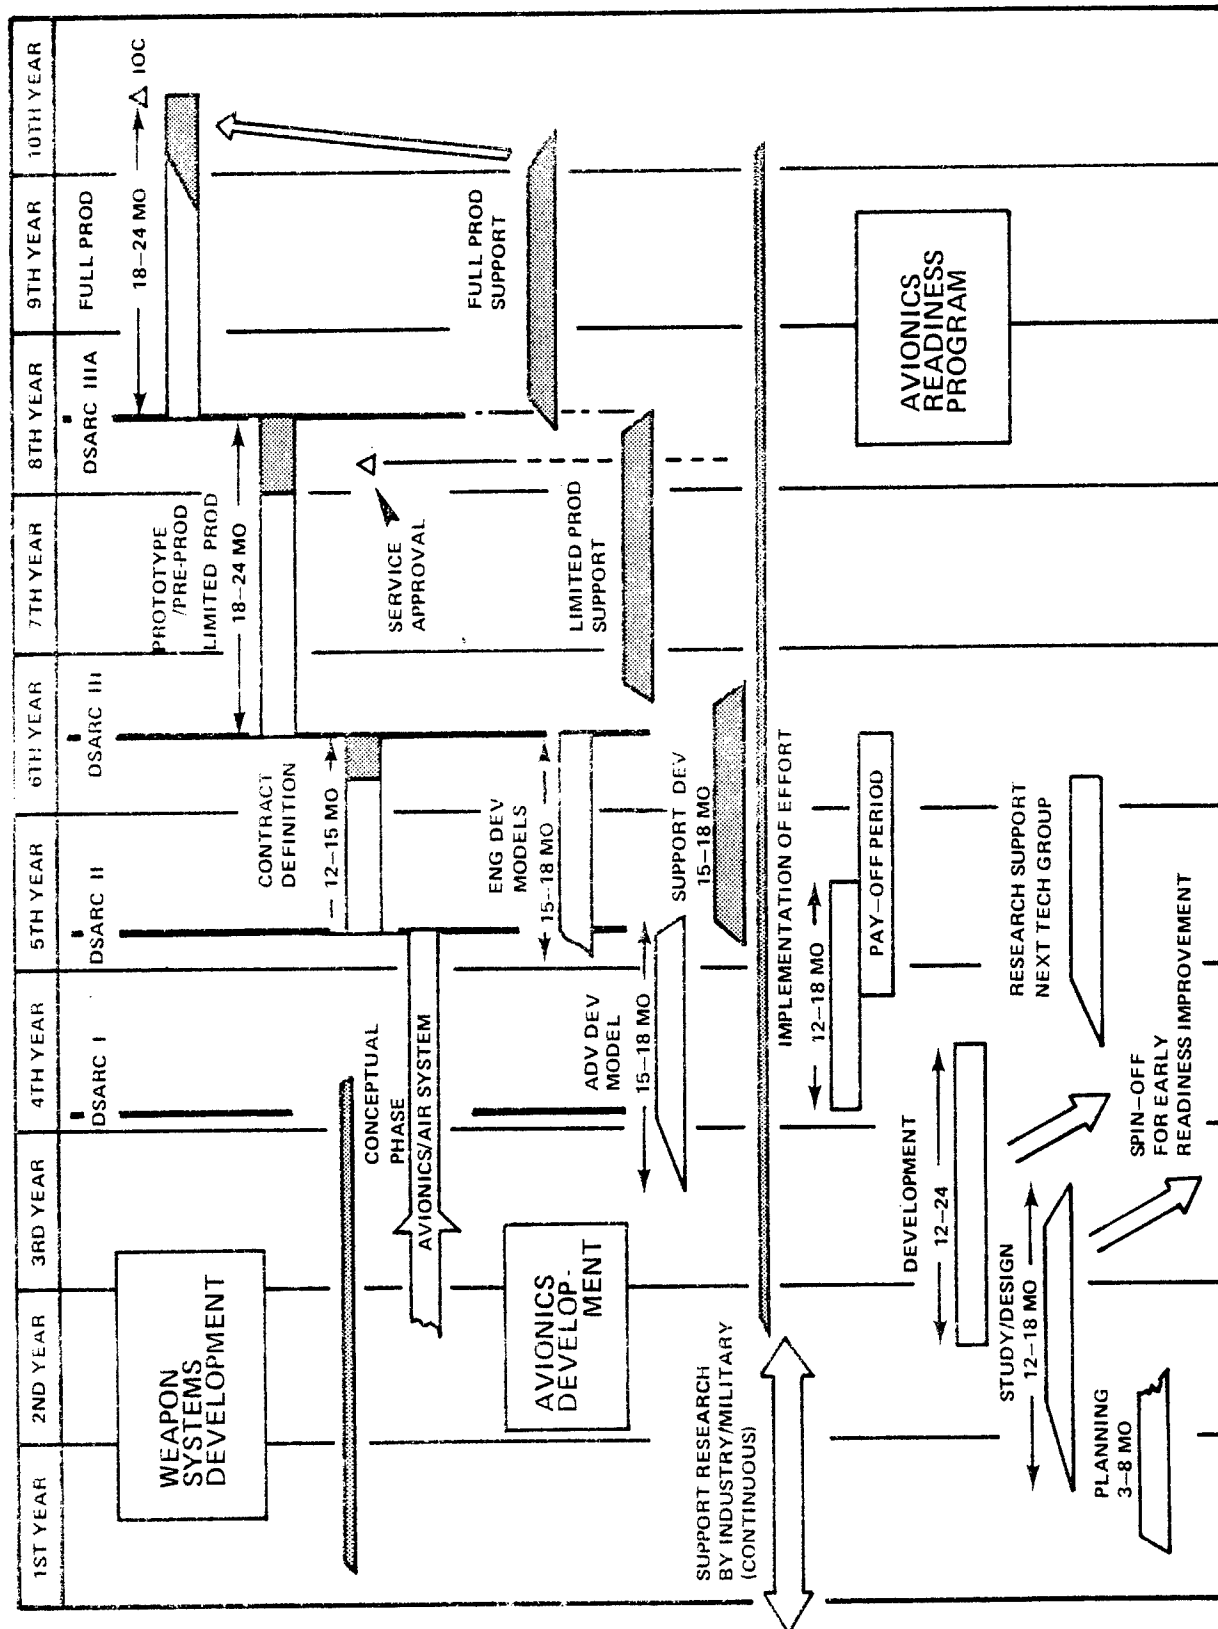 1ST YEAR
2ND YEAR
3RD YEAR
4TH YEAR
5TH YEAR
6TH YEAR
7TH YEAR
8TH YEAR
9TH YEAR
10TH YEAR
DSARC I
DSARC II
DSARC III
DSARC IIIA
FULL PROD
18–24 MO
IOC
WEAPON
SYSTEMS
DEVELOPMENT
PROTOTYPE
/PRE-PROD
LIMITED PROD
18–24 MO
CONTRACT
DEFINITION
12–15 MO
CONCEPTUAL
PHASE
AVIONICS/AIR SYSTEM
SERVICE
APPROVAL
FULL PROD
SUPPORT
AVIONICS
DEVELOP-
MENT
ENG DEV
MODELS
15–18 MO
LIMITED PROD
SUPPORT
ADV DEV
MODEL
15–18 MO
SUPPORT DEV
15–18 MO
SUPPORT RESEARCH
BY INDUSTRY/MILITARY
(CONTINUOUS)
IMPLEMENTATION OF EFFORT
12–18 MO
PAY–OFF PERIOD
AVIONICS
READINESS
PROGRAM
DEVELOPMENT
12–24
STUDY/DESIGN
12–18 MO
RESEARCH SUPPORT
NEXT TECH GROUP
PLANNING
3–8 MO
SPIN–OFF
FOR EARLY
READINESS IMPROVEMENT